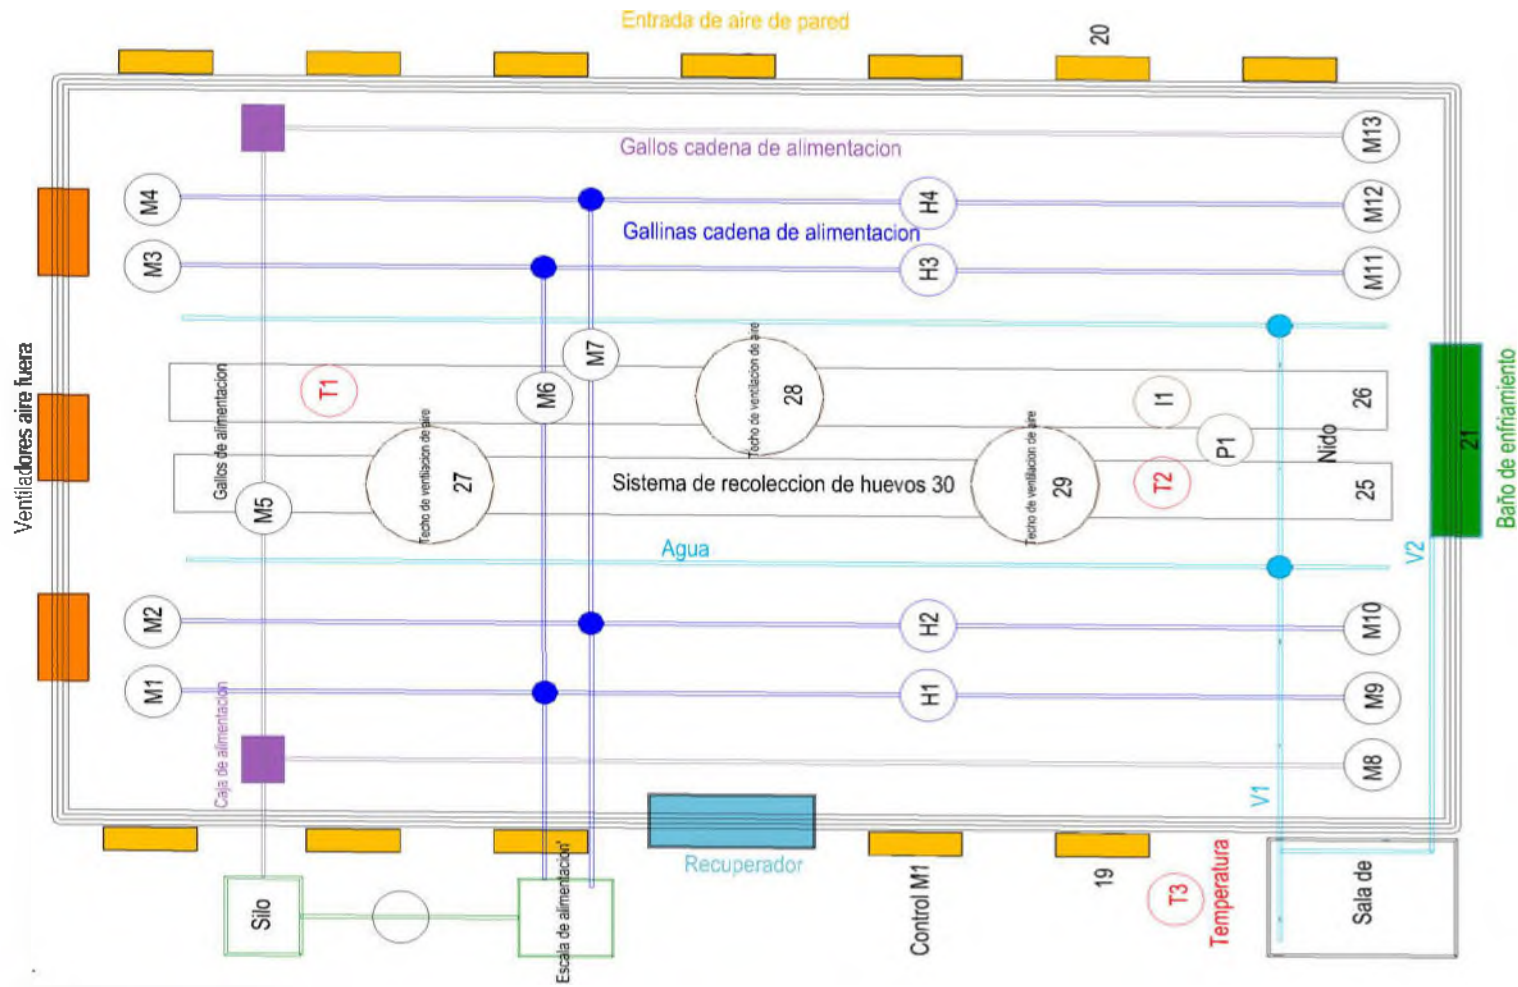 Entrada de aire de pared
20
Gallos cadena de alimentacion
M13
M4
H4
M12
Gallinas cadena de alimentacion
M3
H3
M11
Ventiladores aire fuera
Gallos de alimentacion
T1
M7
M6
Techo de ventilacion de aire
28
I1
26
P1
Nido
Techo de ventilacion de aire
27
Sistema de recoleccion de huevos 30
Techo de ventilacion de aire
29
T2
25
21
Baño de enfriamiento
M5
Agua
V2
M2
H2
M10
M1
H1
M9
Caja de alimentacion
M8
V1
Recuperador
Silo
Escala de alimentacion'
Control M1
19
T3
Temperatura
Sala de